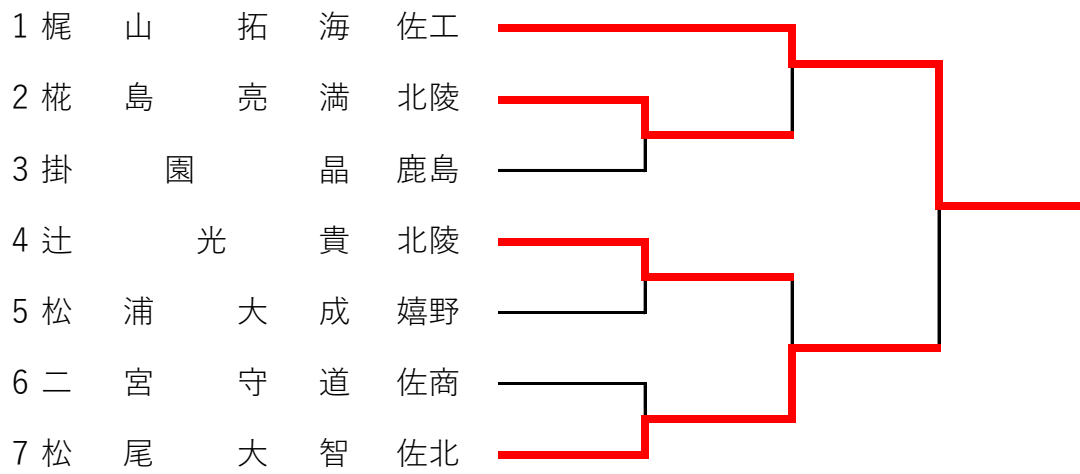 1 梶山 拓海 佐工
2 椛島 亮満 北陵
3 掛園 晶 鹿島
4 辻 光貴 北陵
5 松浦 大成 嬉野
6 二宮 守道 佐商
7 松尾 大智 佐北